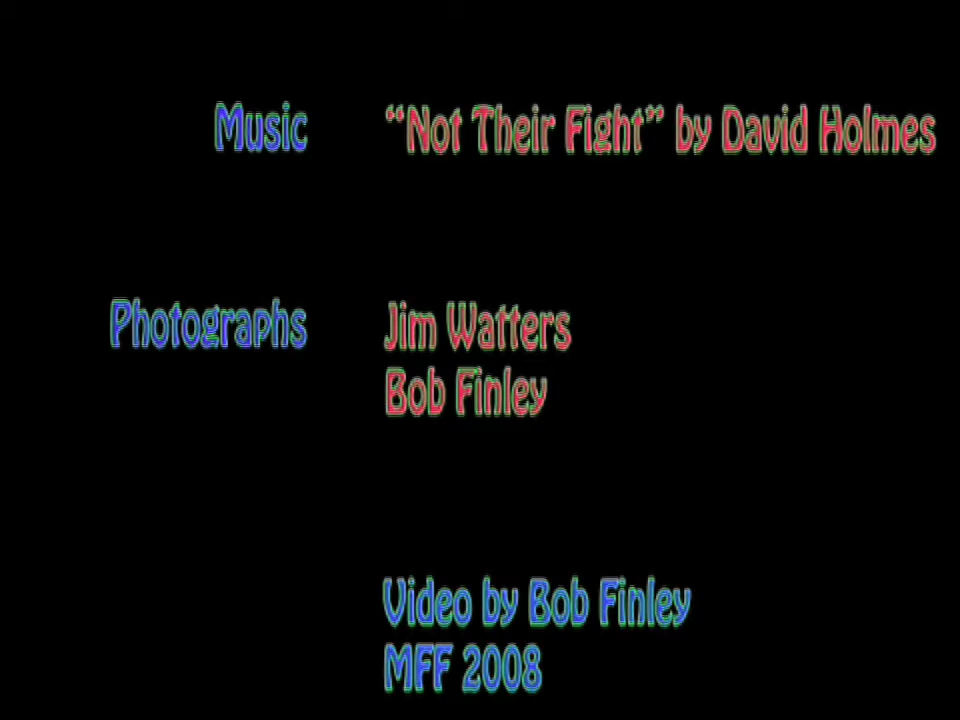 Music “Not Their Fight” by David Holmes
Photographs Jim Watters
Bob Finley
Video by Bob Finley
MFF 2008